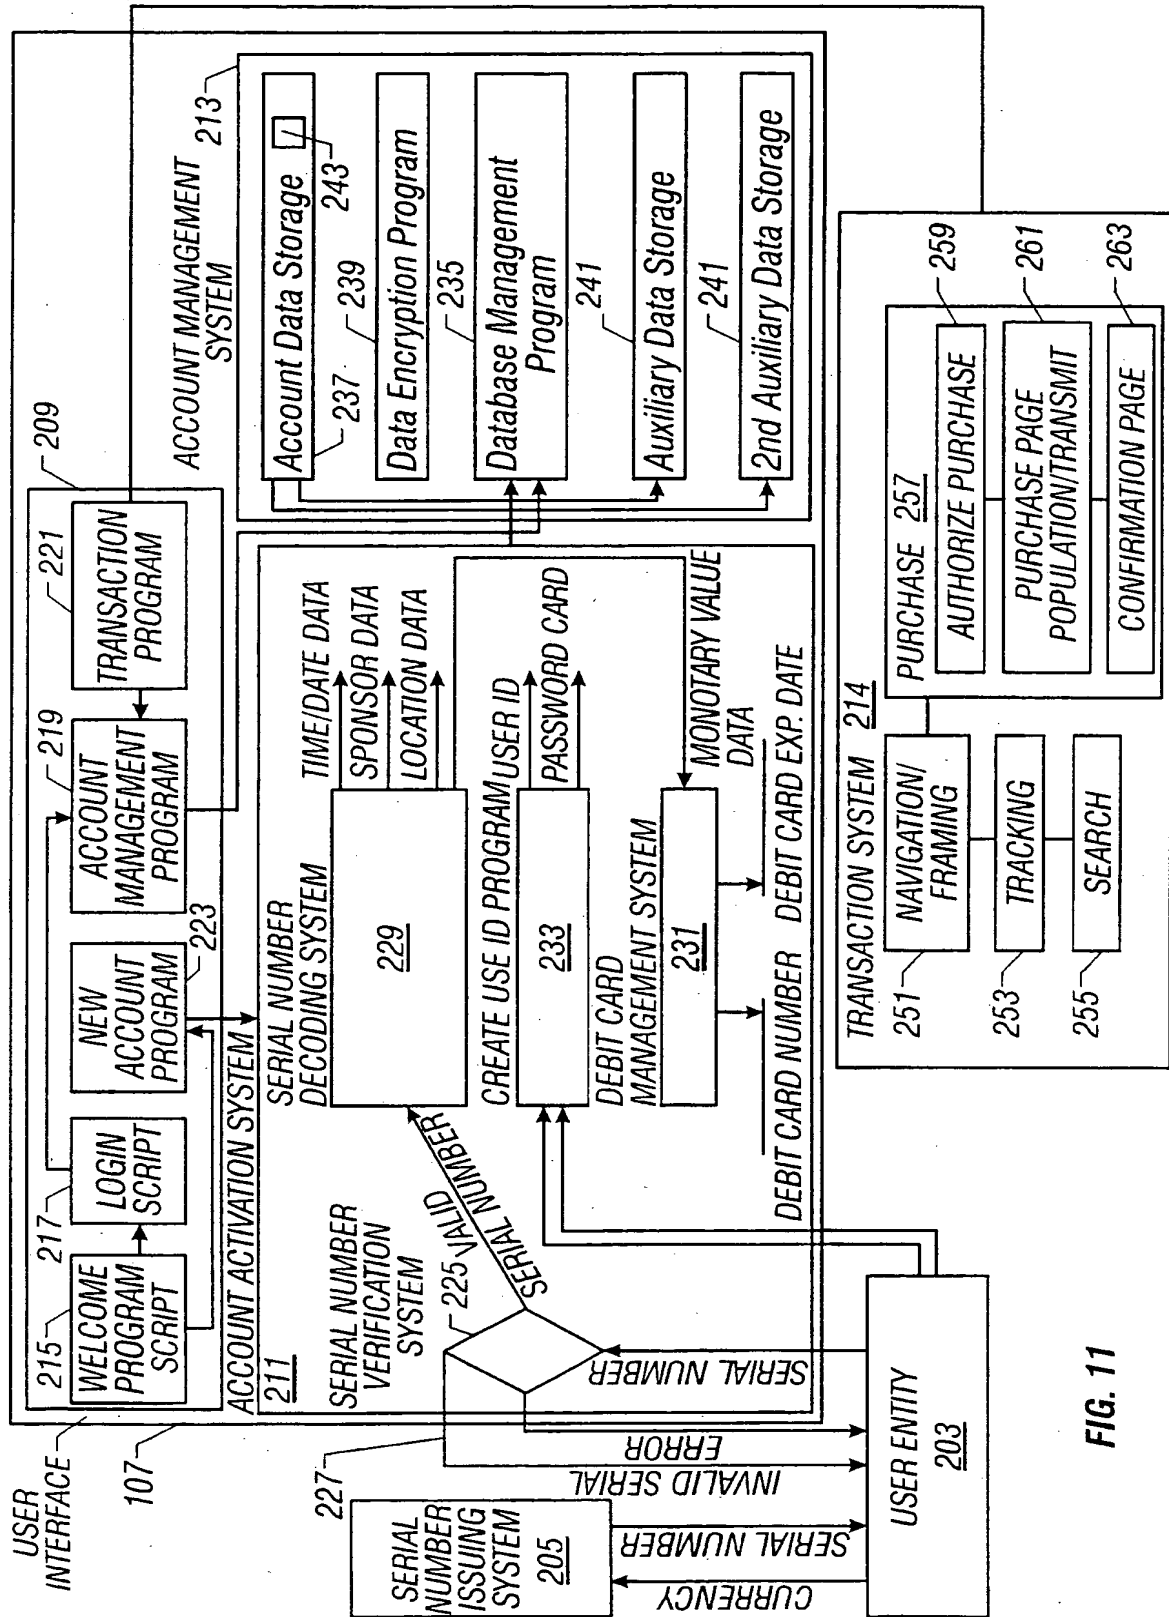 USER
INTERFACE
107
209
215
WELCOME
PROGRAM
SCRIPT
217
LOGIN
SCRIPT
NEW
ACCOUNT
PROGRAM
223
219
ACCOUNT
MANAGEMENT
PROGRAM
221
TRANSACTION
PROGRAM
ACCOUNT MANAGEMENT
SYSTEM
213
Account Data Storage
243
237
239
Data Encryption Program
235
Database Management
Program
241
Auxiliary Data Storage
241
2nd Auxiliary Data Storage
ACCOUNT ACTIVATION SYSTEM
211
SERIAL NUMBER
VERIFICATION
SYSTEM
225
VALID
SERIAL NUMBER
SERIAL NUMBER
DECODING SYSTEM
229
TIME/DATE DATA
SPONSOR DATA
LOCATION DATA
CREATE USE ID PROGRAM
233
USER ID
PASSWORD CARD
DEBIT CARD
MANAGEMENT SYSTEM
231
MONOTARY VALUE
DATA
DEBIT CARD NUMBER
DEBIT CARD EXP. DATE
227
INVALID SERIAL
ERROR
SERIAL NUMBER
SERIAL
NUMBER
ISSUING
SYSTEM
205
CURRENCY
SERIAL NUMBER
USER ENTITY
203
TRANSACTION SYSTEM
214
251
NAVIGATION/
FRAMING
253
TRACKING
255
SEARCH
PURCHASE
257
AUTHORIZE PURCHASE
259
PURCHASE PAGE
POPULATION/TRANSMIT
261
CONFIRMATION PAGE
263
FIG. 11